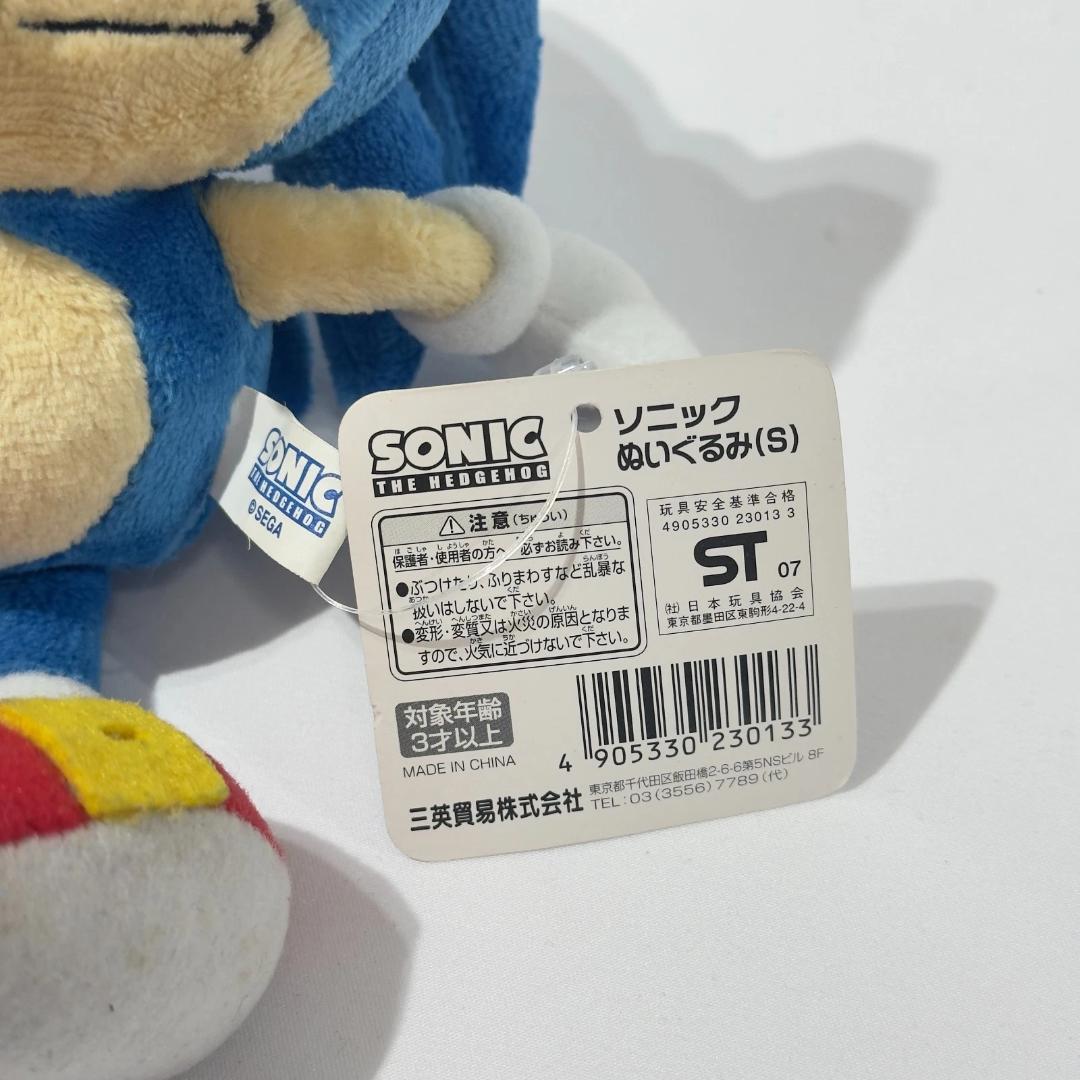 SONIC
THE HEDGEHOG
©SEGA
SONIC
THE HEDGEHOG
ソニック
ぬいぐるみ(S)
注意(ちゅうい)
保護者・使用者の方へ 必ずお読み下さい。
●ぶつけたり、ふりまわすなど乱暴な
扱いはしないで下さい。
●変形・変質又は火災の原因となりま
すので、火気に近づけないで下さい。
玩具安全基準合格
4905330 23013 3
ST 07
(社)日本玩具協会
東京都墨田区東駒形4-22-4
対象年齢
3才以上
MADE IN CHINA
4 905330 230133
三英貿易株式会社
東京都千代田区飯田橋2-6-6第5NSビル 8F
TEL:03(3556)7789(代)